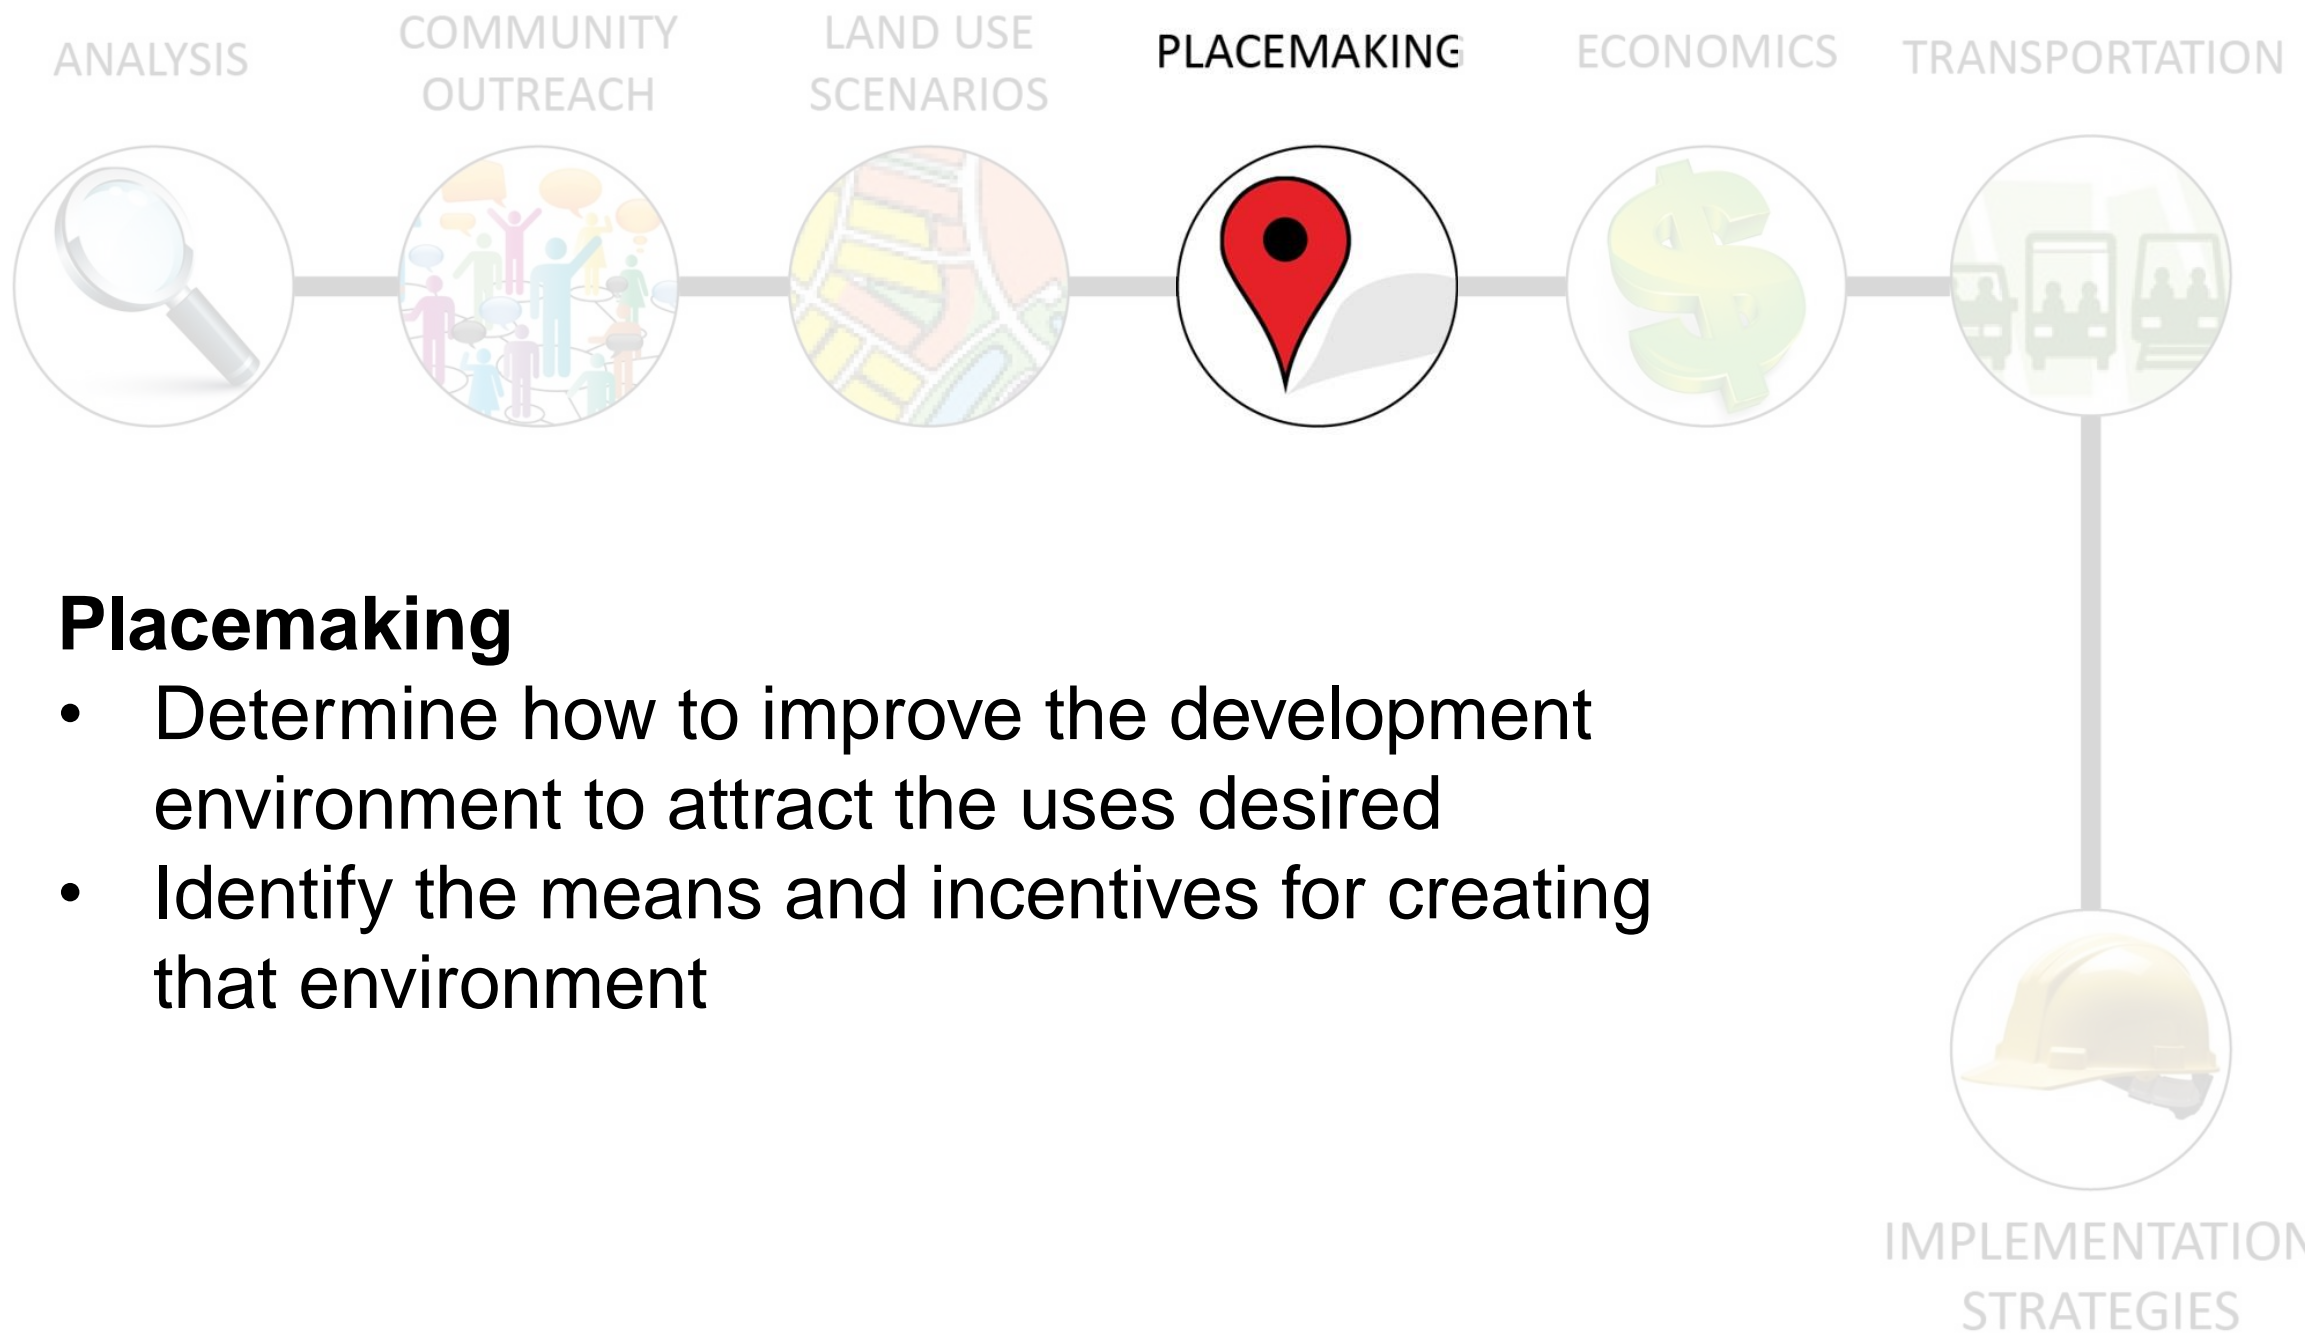 ANALYSIS
COMMUNITY
OUTREACH
LAND USE
SCENARIOS
PLACEMAKING
ECONOMICS
TRANSPORTATION
Placemaking
• Determine how to improve the development
environment to attract the uses desired
• Identify the means and incentives for creating
that environment
IMPLEMENTATION
STRATEGIES